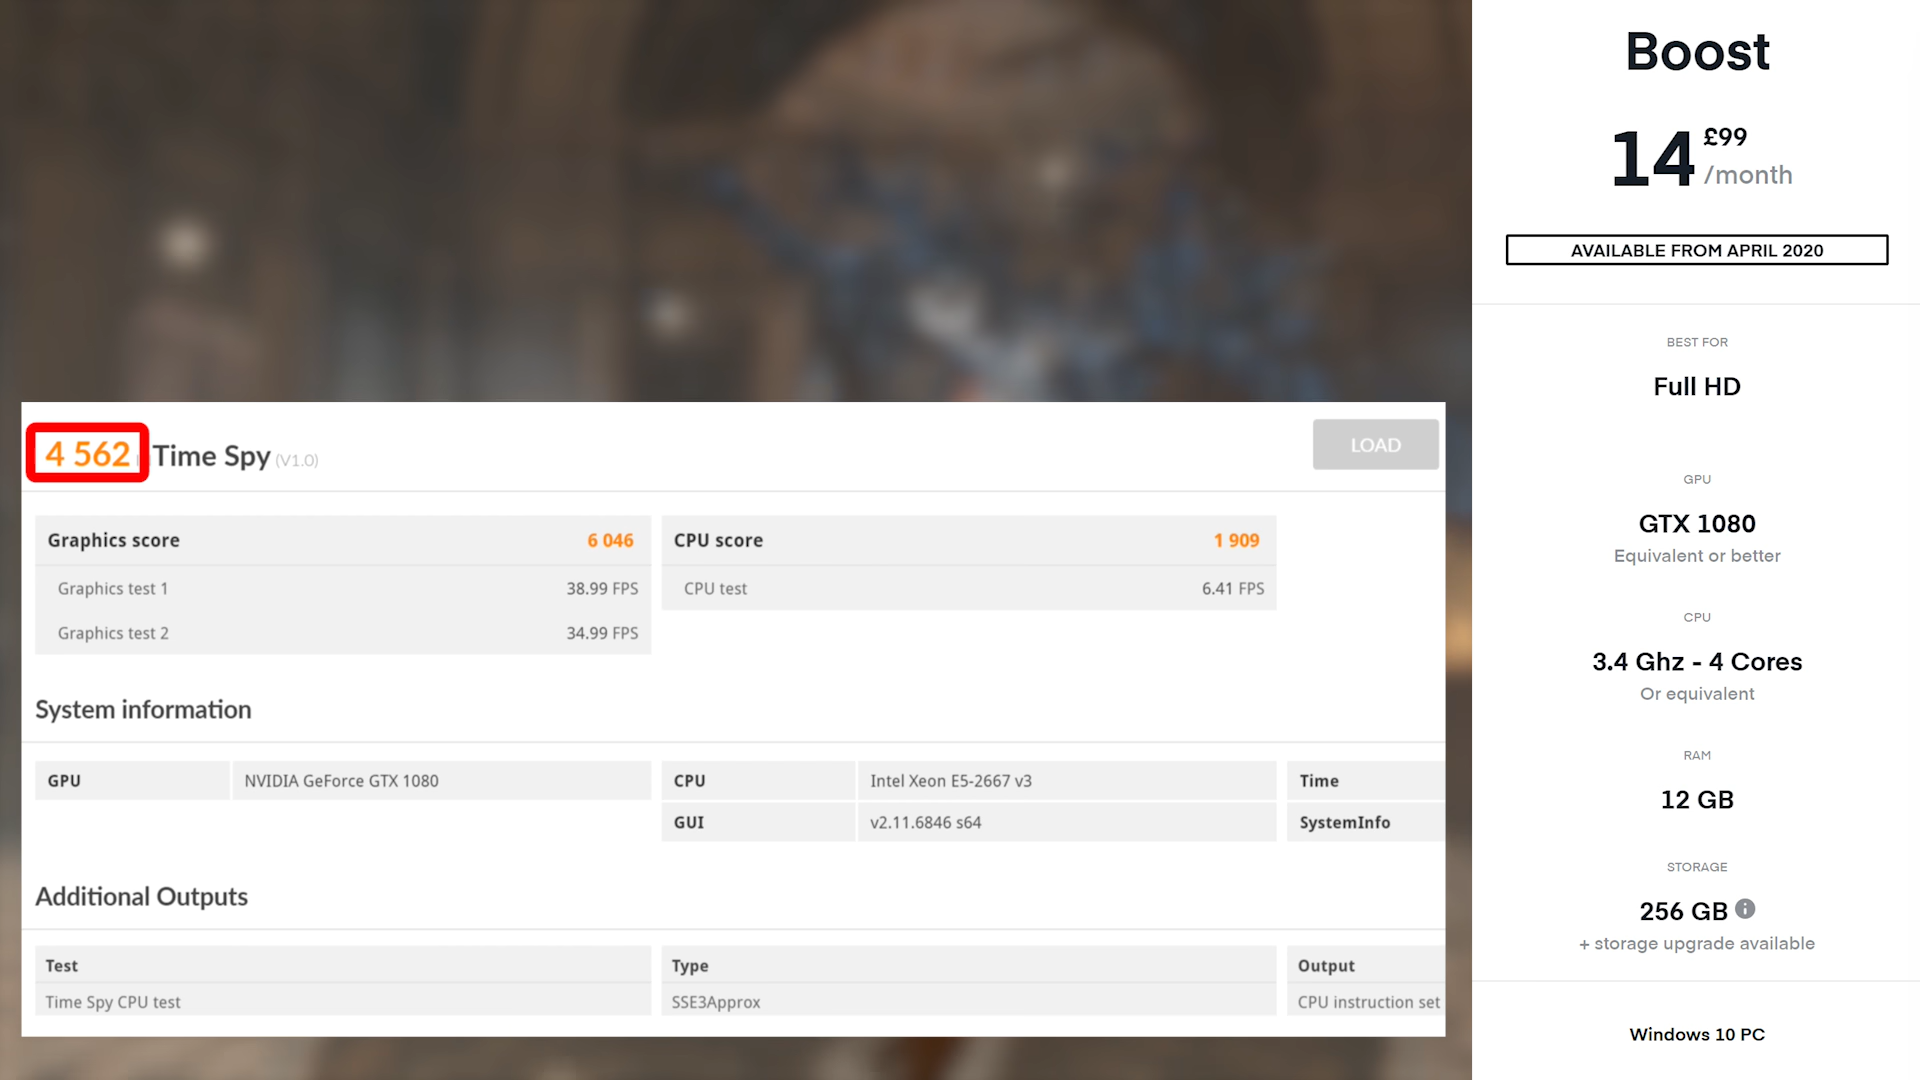 4 562 Time Spy (V1.0)
LOAD
Graphics score 6 046
Graphics test 1 38.99 FPS
Graphics test 2 34.99 FPS
CPU score 1 909
CPU test 6.41 FPS
System information
GPU NVIDIA GeForce GTX 1080
CPU Intel Xeon E5-2667 v3
GUI v2.11.6846 s64
Time
SystemInfo
Additional Outputs
Test Type Output
Time Spy CPU test SSE3Approx CPU instruction set
Boost
14 £99
/month
AVAILABLE FROM APRIL 2020
BEST FOR
Full HD
GPU
GTX 1080
Equivalent or better
CPU
3.4 Ghz - 4 Cores
Or equivalent
RAM
12 GB
STORAGE
256 GB
+ storage upgrade available
Windows 10 PC